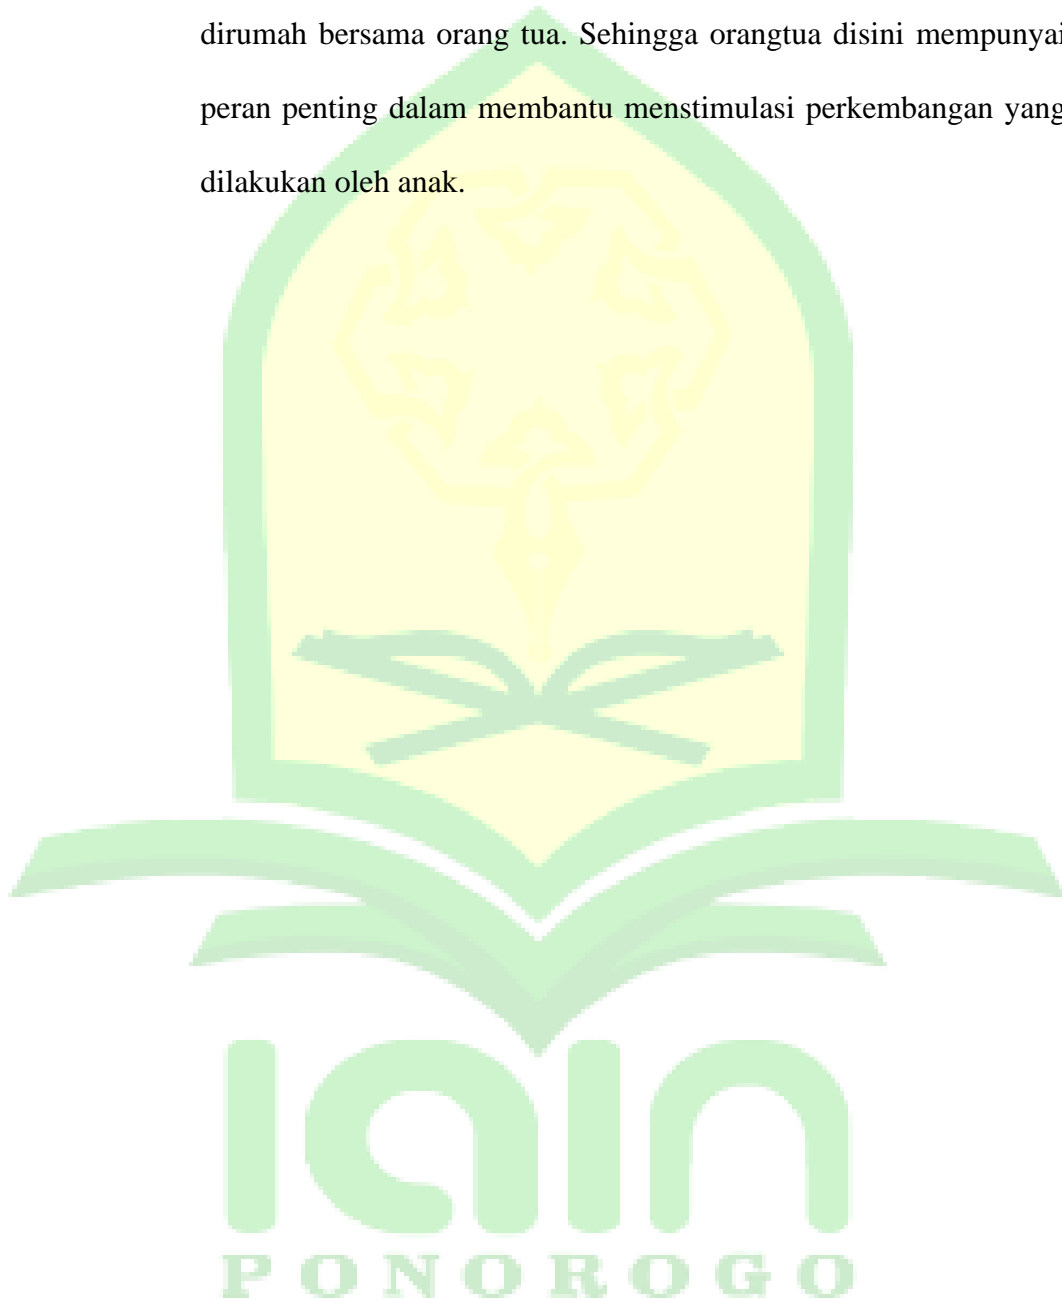 dirumah bersama orang tua. Sehingga orangtua disini mempunyai
peran penting dalam membantu menstimulasi perkembangan yang
dilakukan oleh anak.
IAIN
PONOROGO